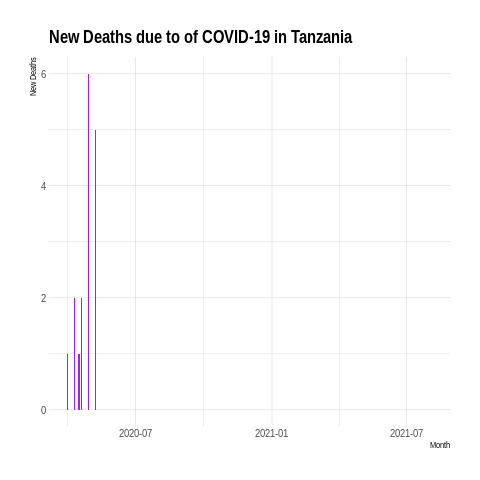 New Deaths due to of COVID-19 in Tanzania
New Deaths
6
4
2
0
2020-07
2021-01
2021-07
Month